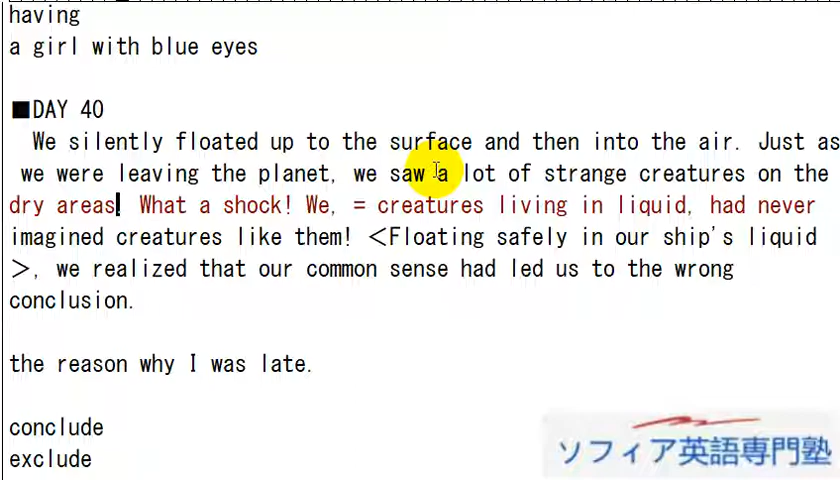 having
a girl with blue eyes
■DAY 40
We silently floated up to the surface and then into the air. Just as
we were leaving the planet, we saw a lot of strange creatures on the
dry areas! What a shock! We, = creatures living in liquid, had never
imagined creatures like them! <Floating safely in our ship's liquid
>, we realized that our common sense had led us to the wrong
conclusion.
the reason why I was late.
conclude
exclude
ソフィア英語専門塾